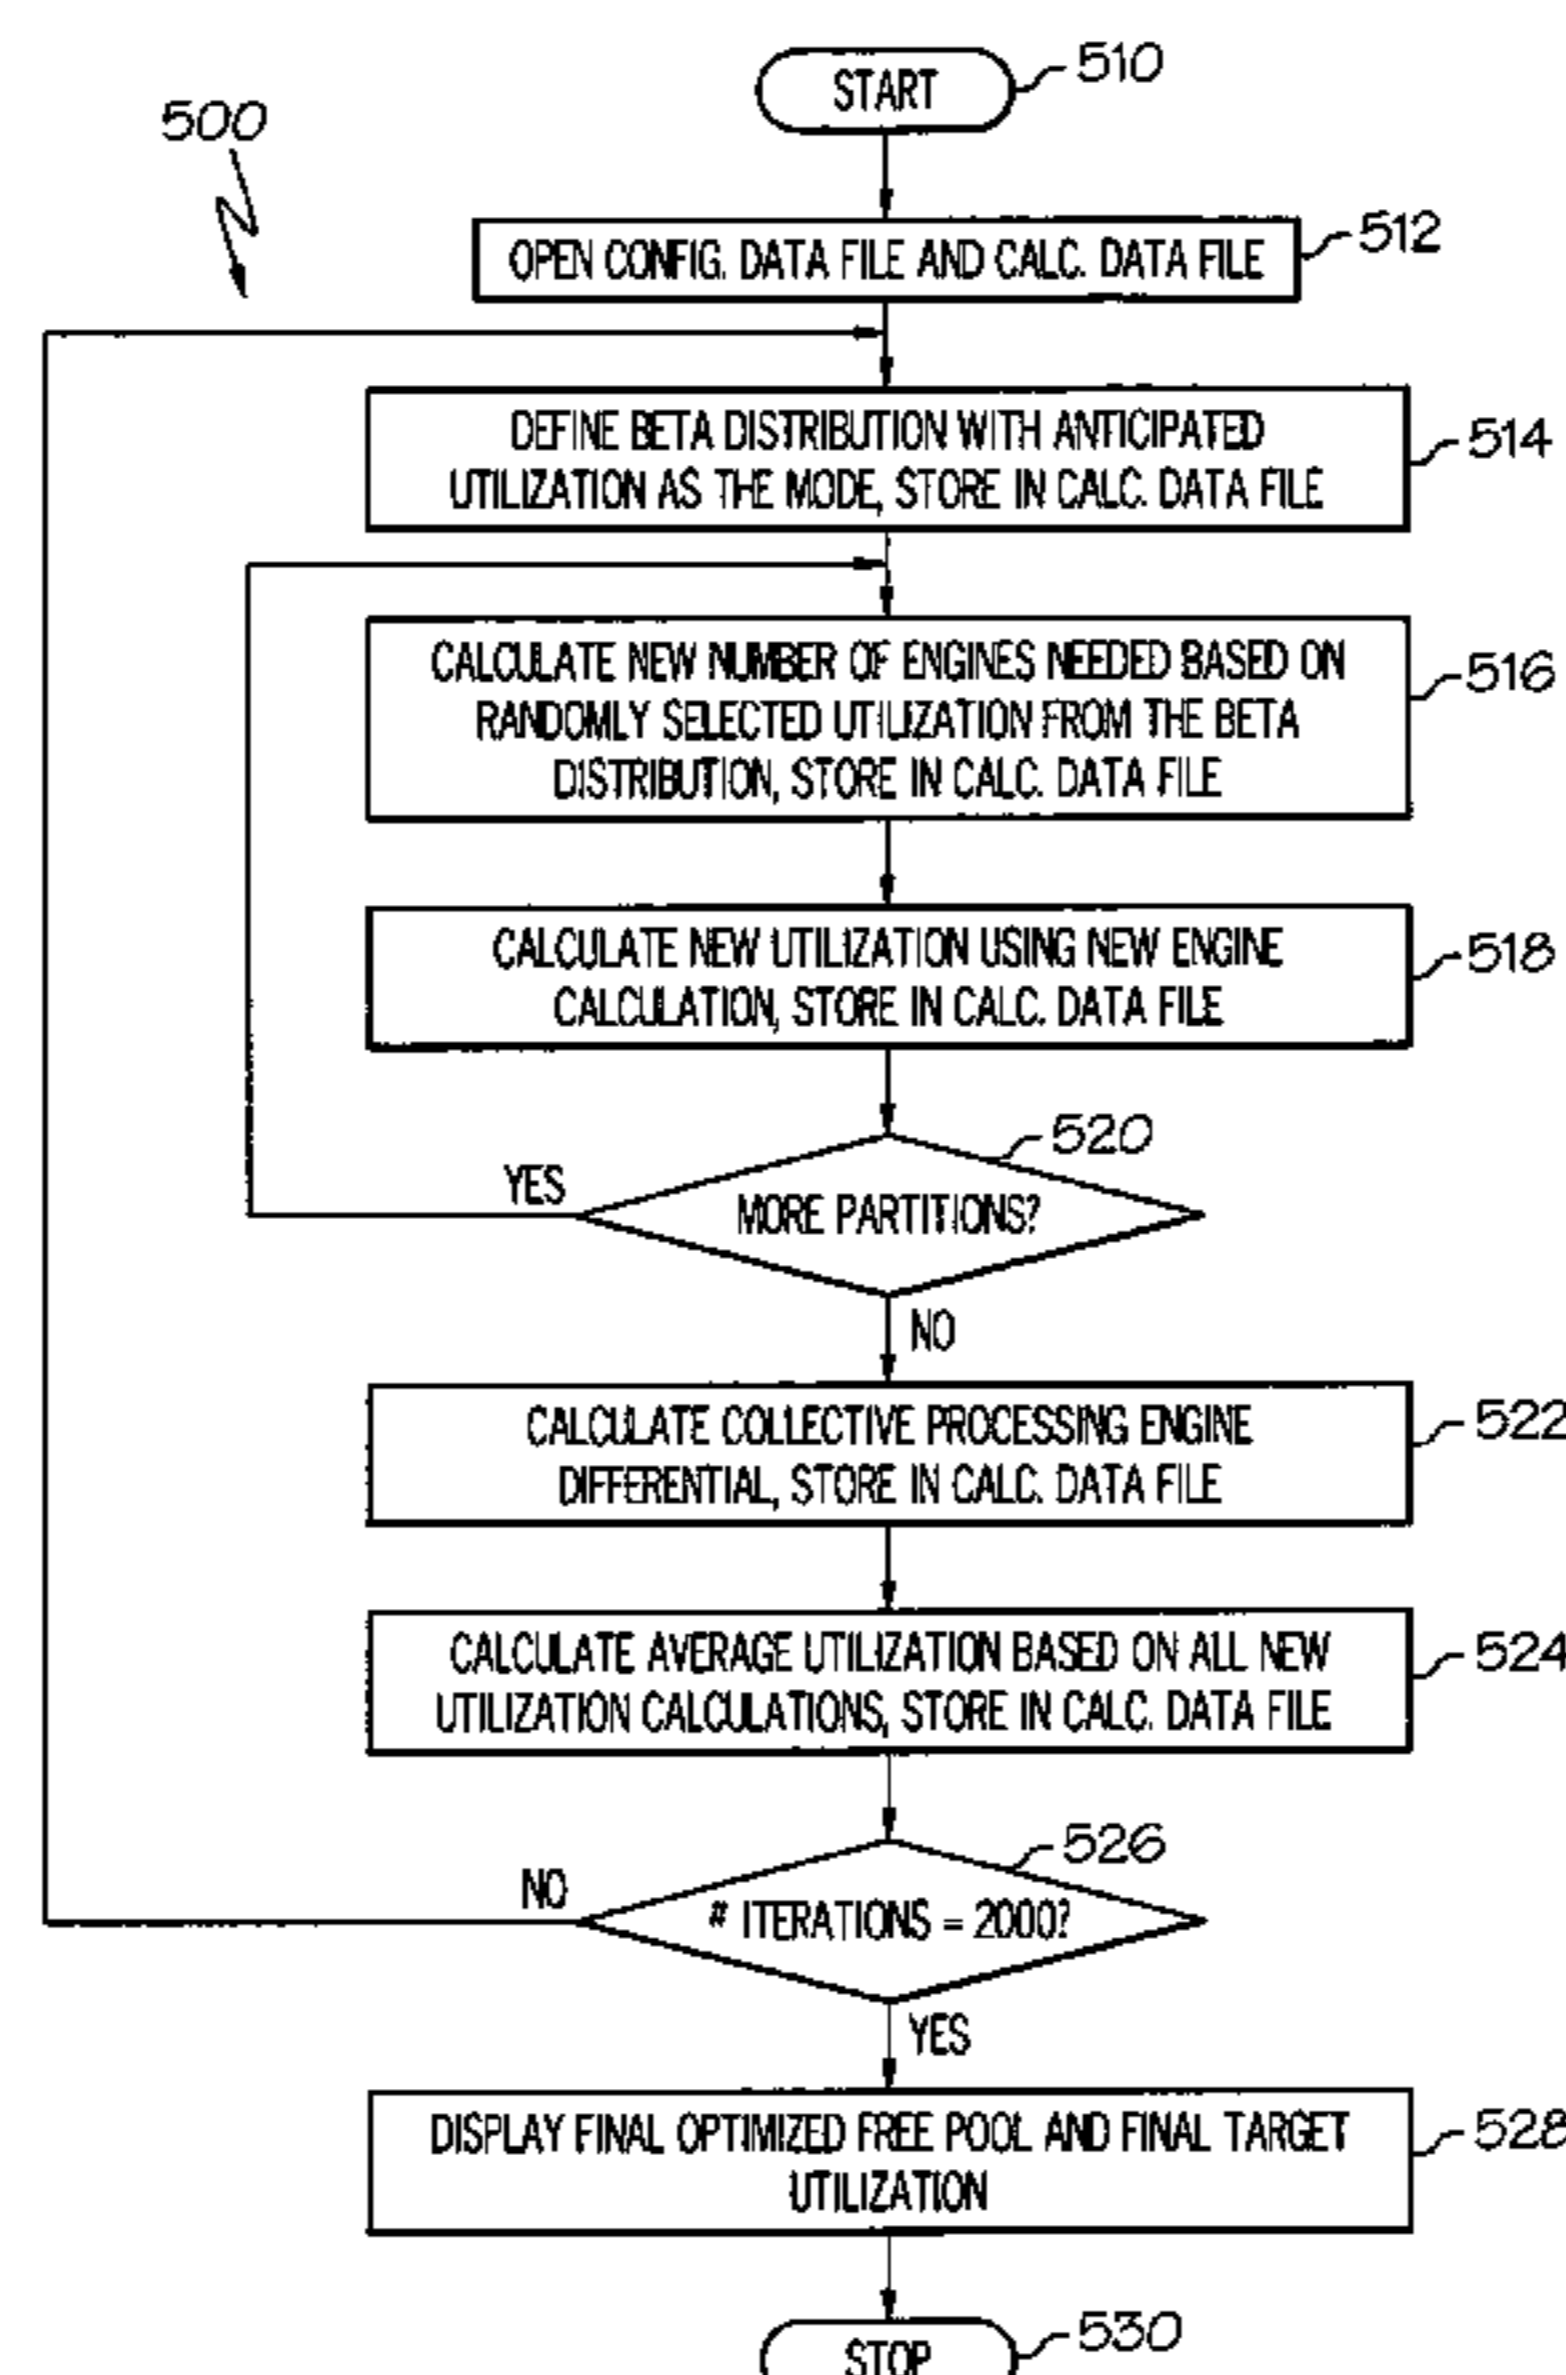 START
510
500
OPEN CONFIG. DATA FILE AND CALC. DATA FILE
512
DEFINE BETA DISTRIBUTION WITH ANTICIPATED
UTILIZATION AS THE MODE, STORE IN CALC. DATA FILE
514
CALCULATE NEW NUMBER OF ENGINES NEEDED BASED ON
RANDOMLY SELECTED UTILIZATION FROM THE BETA
DISTRIBUTION, STORE IN CALC. DATA FILE
516
CALCULATE NEW UTILIZATION USING NEW ENGINE
CALCULATION, STORE IN CALC. DATA FILE
518
520
YES
MORE PARTITIONS?
NO
CALCULATE COLLECTIVE PROCESSING ENGINE
DIFFERENTIAL, STORE IN CALC. DATA FILE
522
CALCULATE AVERAGE UTILIZATION BASED ON ALL NEW
UTILIZATION CALCULATIONS, STORE IN CALC. DATA FILE
524
526
NO
# ITERATIONS = 2000?
YES
DISPLAY FINAL OPTIMIZED FREE POOL AND FINAL TARGET
UTILIZATION
528
STOP
530